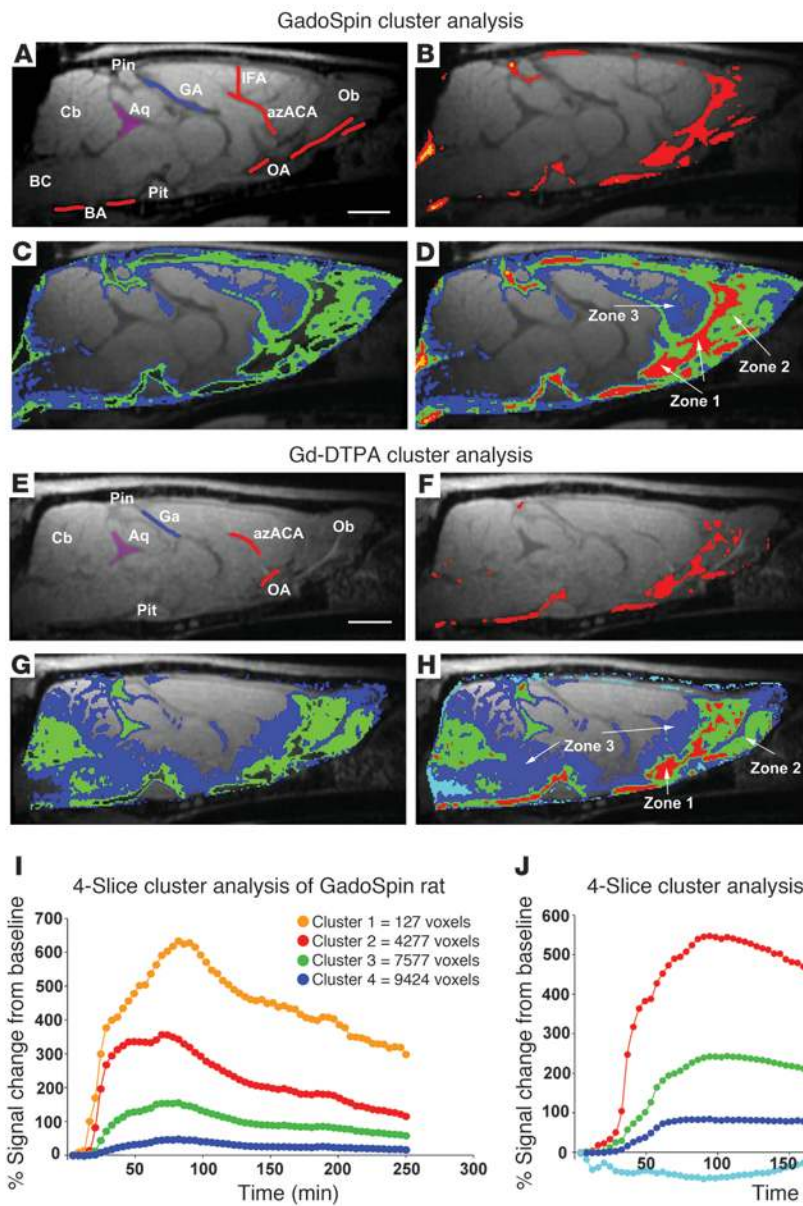 GadoSpin cluster analysis
A
Pin
IFA
GA
Ob
Cb
Aq
azACA
BC
Pit
OA
BA
B
C
D
Zone 3
Zone 2
Zone 1
Gd-DTPA cluster analysis
E
Pin
Ga
Ob
Cb
Aq
azACA
OA
Pit
F
G
H
Zone 3
Zone 2
Zone 1
I
4-Slice cluster analysis of GadoSpin rat
% Signal change from baseline
700
600
500
400
300
200
100
0
Cluster 1 = 127 voxels
Cluster 2 = 4277 voxels
Cluster 3 = 7577 voxels
Cluster 4 = 9424 voxels
0
50
100
150
200
250
300
Time (min)
J
4-Slice cluster analysis
% Signal change from baseline
600
500
400
300
200
100
0
50
100
150
Time